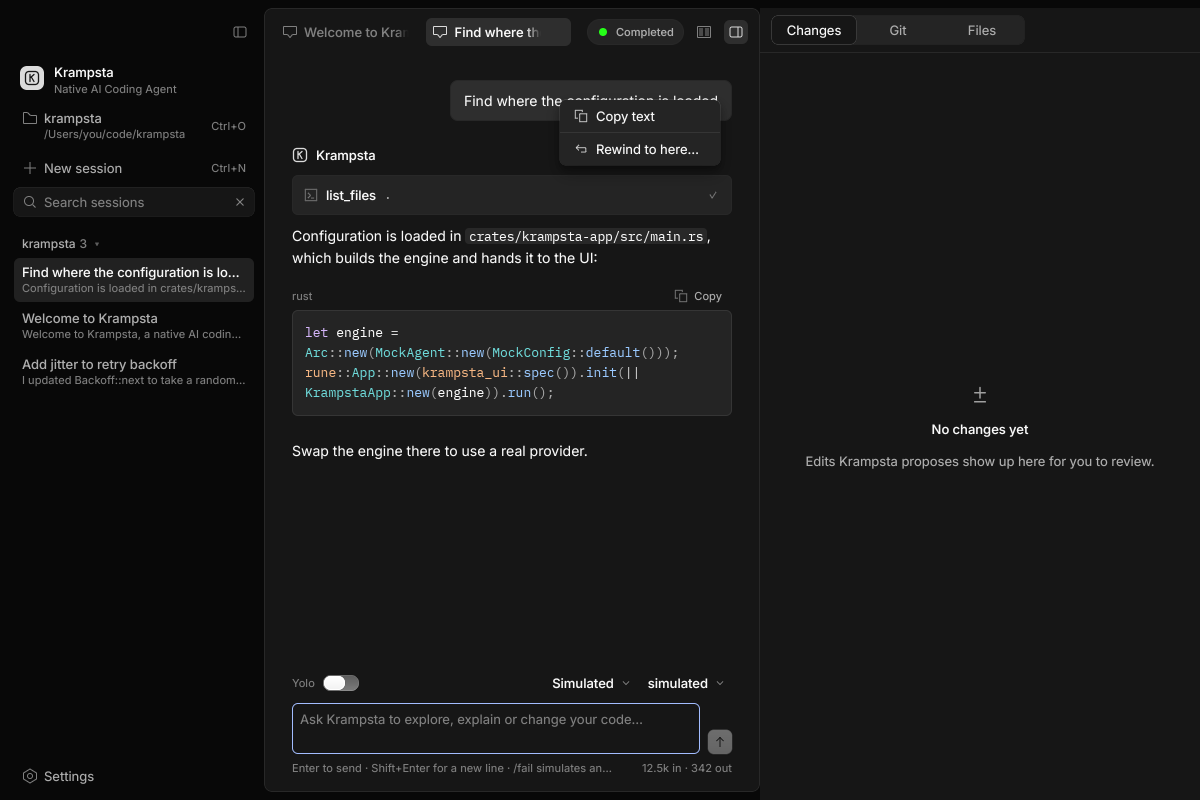 Krampsta
Native AI Coding Agent
krampsta
/Users/you/code/krampsta
Ctrl+O
New session
Ctrl+N
Search sessions
krampsta 3
Find where the configuration is lo...
Configuration is loaded in crates/kramps...
Welcome to Krampsta
Welcome to Krampsta, a native AI codin...
Add jitter to retry backoff
I updated Backoff::next to take a random...
Settings
Welcome to Krar
Find where th
Completed
Find where the configuration is loaded
Copy text
Rewind to here...
Krampsta
list_files .
Configuration is loaded in crates/krampsta-app/src/main.rs,
which builds the engine and hands it to the UI:
rust
Copy
let engine =
Arc::new(MockAgent::new(MockConfig::default()));
rune::App::new(krampsta_ui::spec()).init(||
KrampstaApp::new(engine)).run();
Swap the engine there to use a real provider.
Yolo
Simulated
simulated
Ask Krampsta to explore, explain or change your code...
Enter to send · Shift+Enter for a new line · /fail simulates an...
12.5k in · 342 out
Changes
Git
Files
No changes yet
Edits Krampsta proposes show up here for you to review.